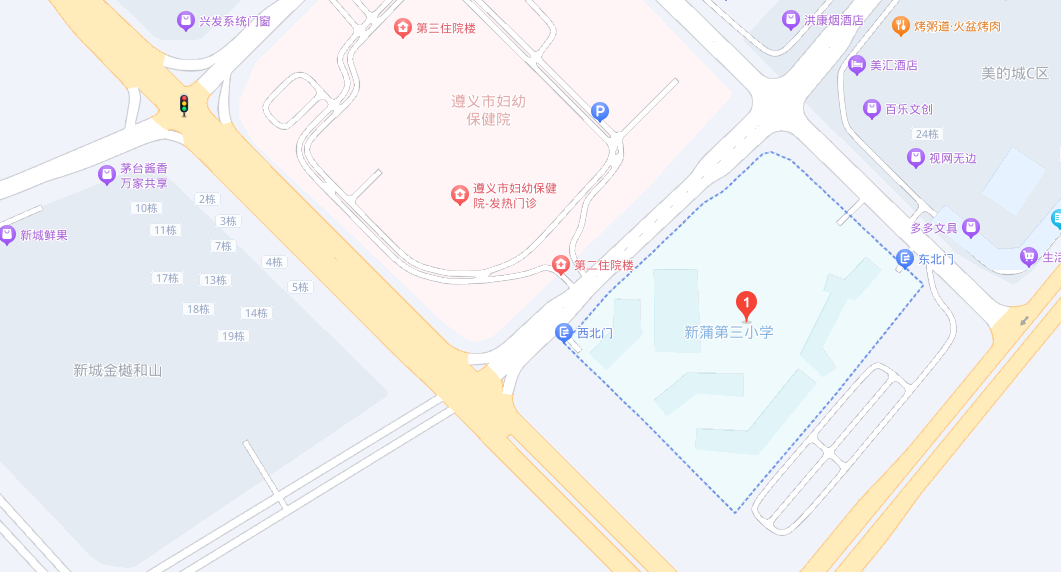 兴发系统门窗
第三住院楼
洪康烟酒店
烤粥道·火盆烤肉
美汇酒店
美的城C区
遵义市妇幼
保健院
P
百乐文创
24栋
视网无边
茅台酱香
万家共享
2栋
10栋
3栋
11栋
7栋
新城鲜果
4栋
17栋
13栋
5栋
18栋
14栋
19栋
新城金樾和山
遵义市妇幼保健
院-发热门诊
第二住院楼
多多文具
东北门
生活
1
西北门
新蒲第三小学